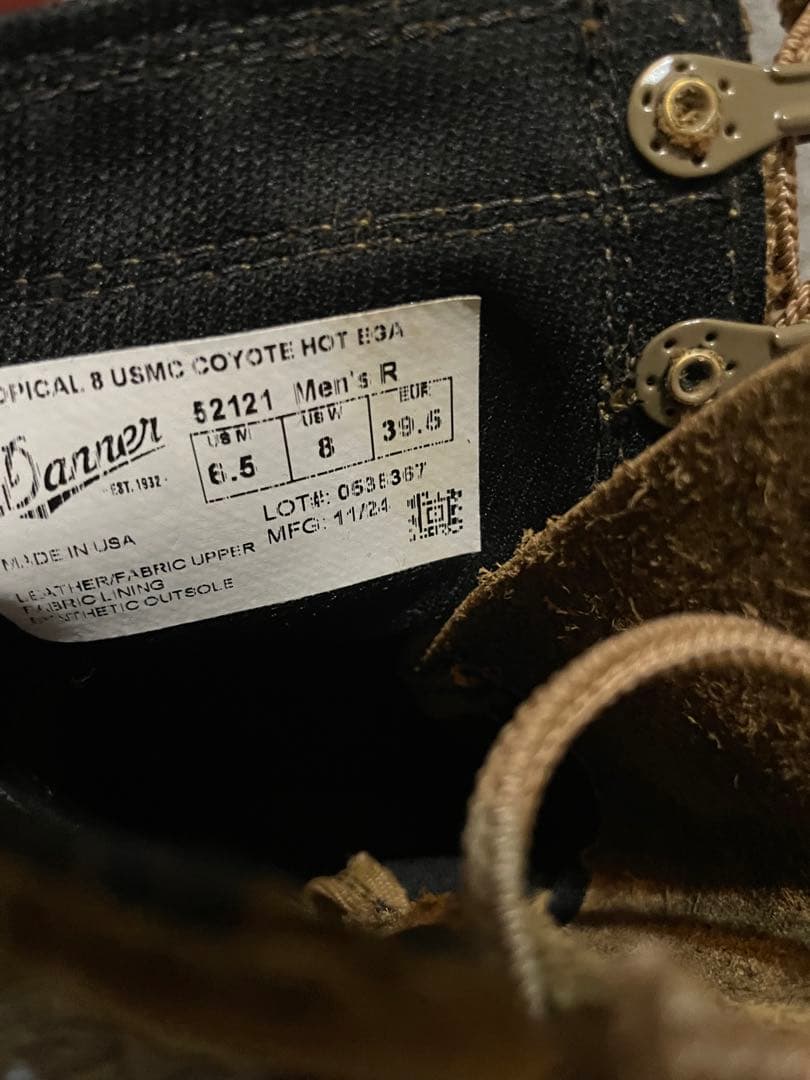 OPICAL 8 USMC COYOTE HOT EGA
Danner
EST. 1932
52121 Men's R
US M US W EUR
6.5 8 39.5
LOT#:
MFG: 11/24
MADE IN USA
LEATHER/FABRIC UPPER
FABRIC LINING
SYNTHETIC OUTSOLE